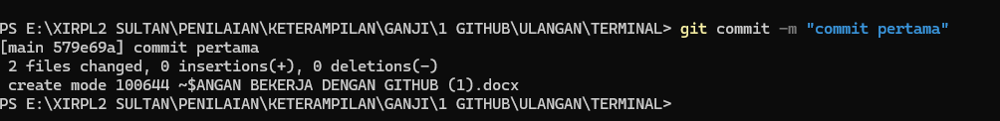 PS E:\XIRPL2 SULTAN\PENILAIAN\KETERAMPILAN\GANJI\1 GITHUB\ULANGAN\TERMINAL> git commit -m "commit pertama"
[main 579e69a] commit pertama
 2 files changed, 0 insertions(+), 0 deletions(-)
 create mode 100644 ~$ANGAN BEKERJA DENGAN GITHUB (1).docx
PS E:\XIRPL2 SULTAN\PENILAIAN\KETERAMPILAN\GANJI\1 GITHUB\ULANGAN\TERMINAL>